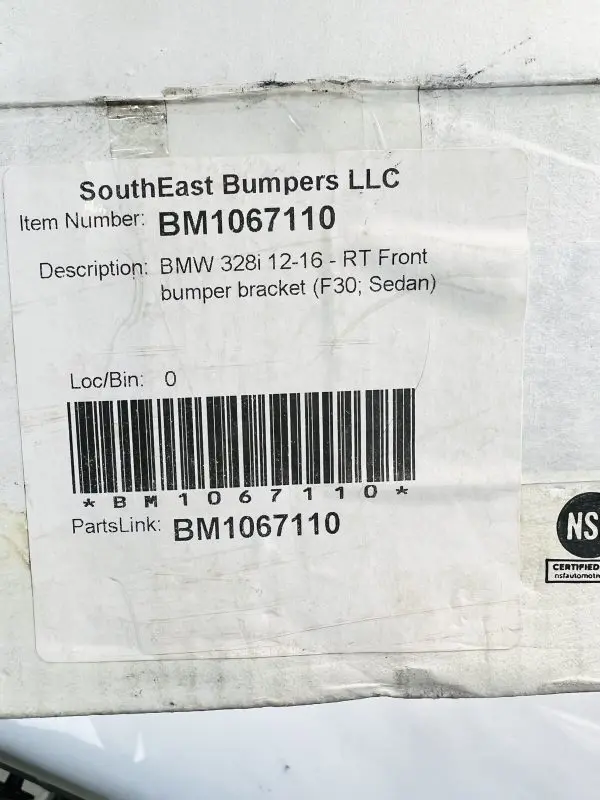 SouthEast Bumpers LLC
Item Number: BM1067110
Description: BMW 328i 12-16 - RT Front
bumper bracket (F30; Sedan)
Loc/Bin: 0
*BM1067110*
PartsLink: BM1067110
NS
CERTIFIED